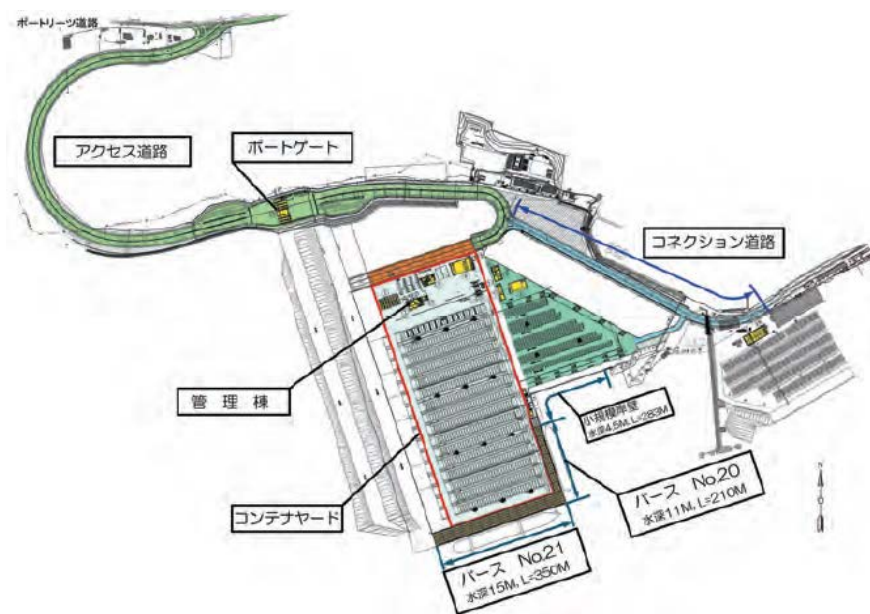 ポートリーツ道路
アクセス道路
ポートゲート
コネクション道路
管理棟
小規模岸壁
水深4.5M, L=283M
バース No.20
水深11M, L=210M
コンテナヤード
バース No.21
水深15M, L=350M
N